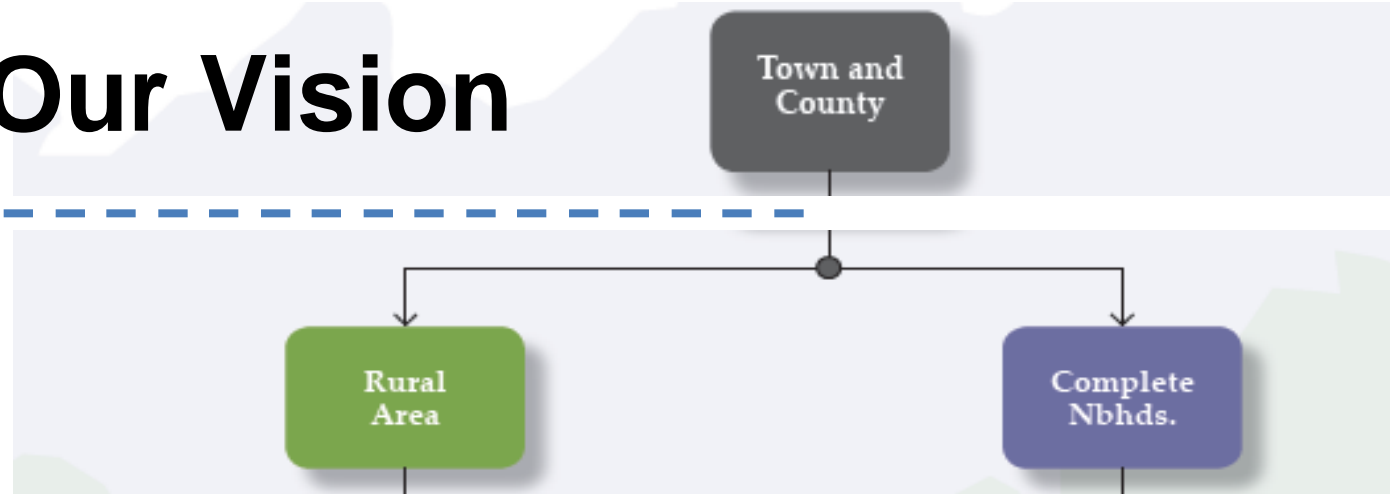 Our Vision
Town and
County
Rural
Area
Complete
Nbhds.